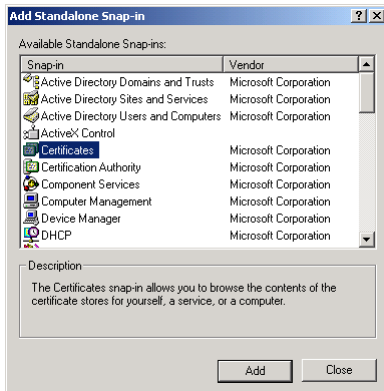 Add Standalone Snap-in
Available Standalone Snap-ins:
Snap-in Vendor
Active Directory Domains and Trusts Microsoft Corporation
Active Directory Sites and Services Microsoft Corporation
Active Directory Users and Computers Microsoft Corporation
ActiveX Control
Certificates Microsoft Corporation
Certification Authority Microsoft Corporation
Component Services Microsoft Corporation
Computer Management Microsoft Corporation
Device Manager Microsoft Corporation
DHCP Microsoft Corporation
Description
The Certificates snap-in allows you to browse the contents of the
certificate stores for yourself, a service, or a computer.
Add Close